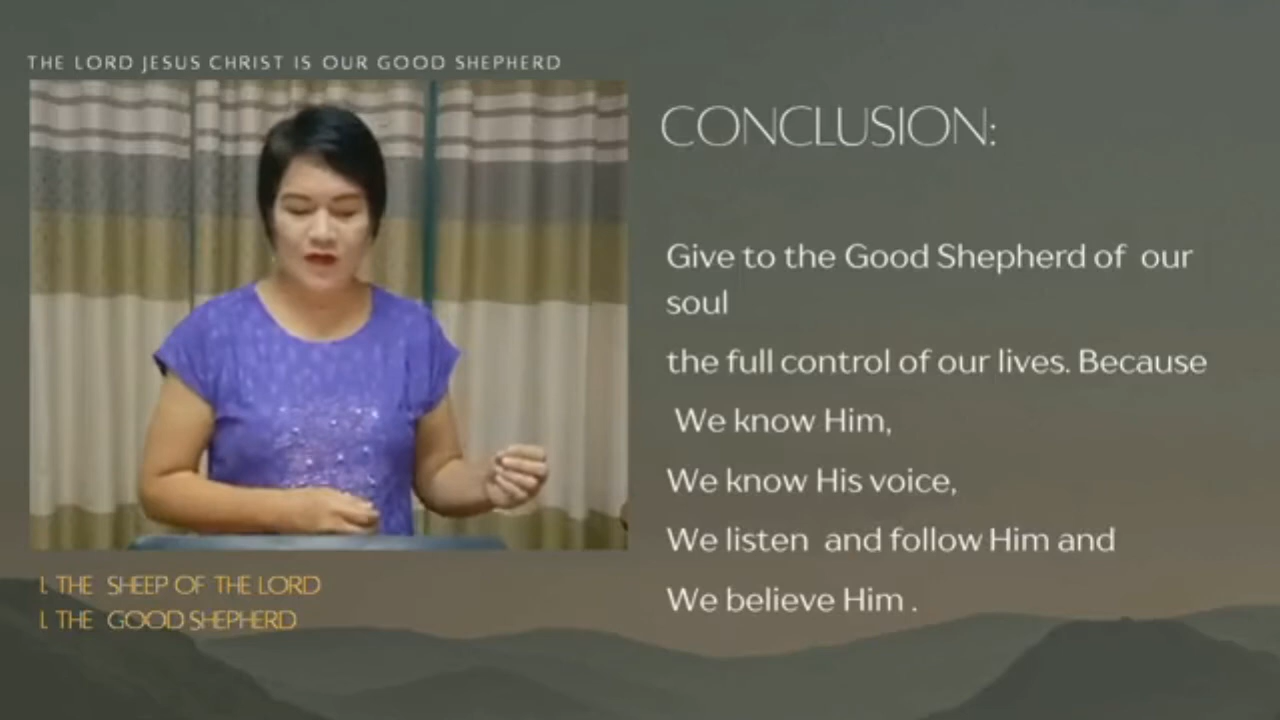 THE LORD JESUS CHRIST IS OUR GOOD SHEPHERD
CONCLUSION:
Give to the Good Shepherd of our
soul
the full control of our lives. Because
We know Him,
We know His voice,
We listen and follow Him and
We believe Him .
I. THE SHEEP OF THE LORD
I. THE GOOD SHEPHERD